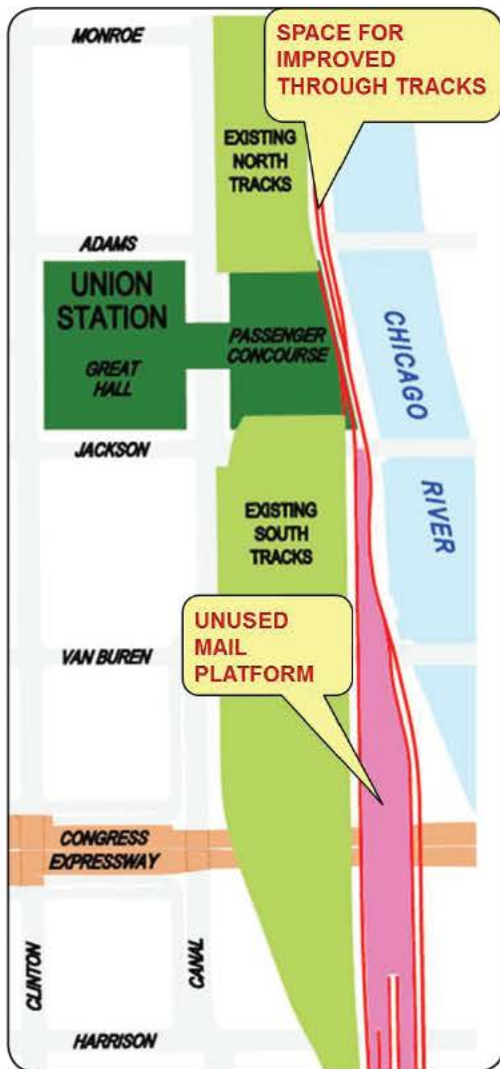 MONROE
SPACE FOR
IMPROVED
THROUGH TRACKS
EXISTING
NORTH
TRACKS
ADAMS
UNION
STATION
GREAT
HALL
PASSENGER
CONCOURSE
CHICAGO
RIVER
JACKSON
EXISTING
SOUTH
TRACKS
UNUSED
MAIL
PLATFORM
VAN BUREN
CONGRESS
EXPRESSWAY
CLINTON
CANAL
HARRISON